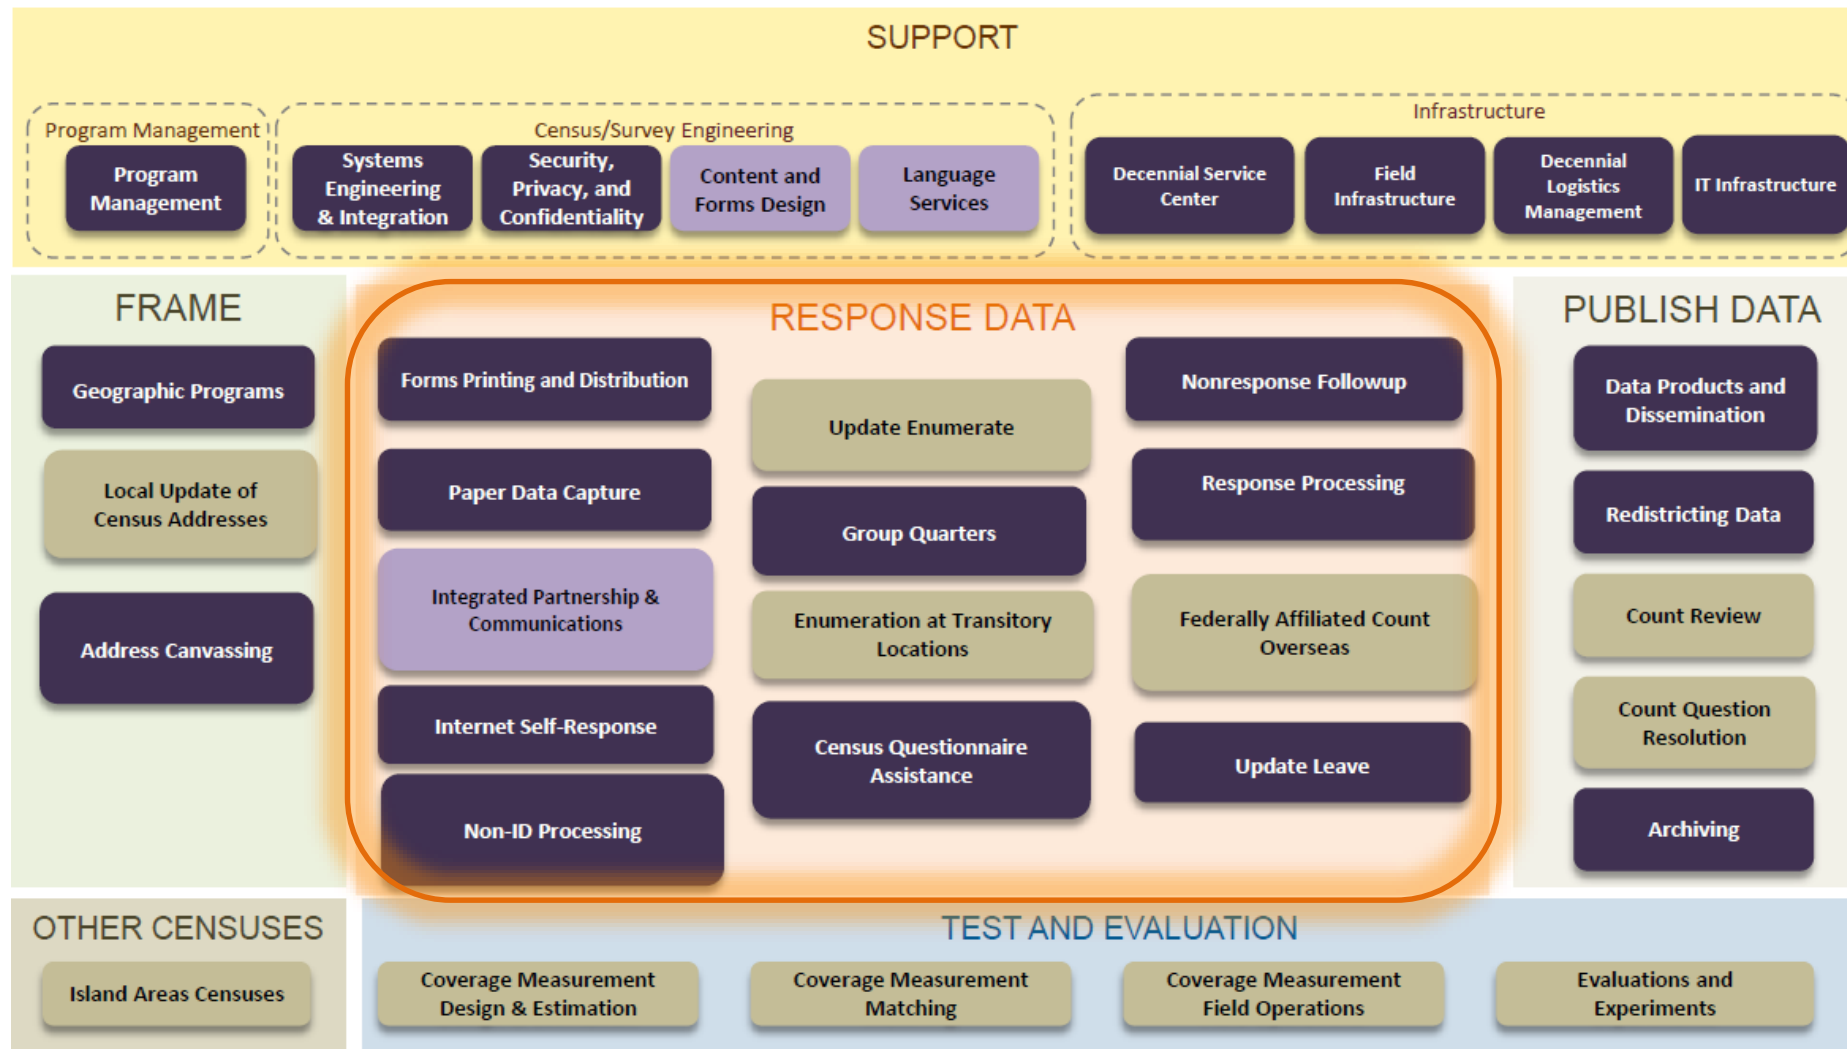 SUPPORT
Program Management
Program
Management
Census/Survey Engineering
Systems
Engineering
& Integration
Security,
Privacy, and
Confidentiality
Content and
Forms Design
Language
Services
Infrastructure
Decennial Service
Center
Field
Infrastructure
Decennial
Logistics
Management
IT Infrastructure
FRAME
Geographic Programs
Local Update of
Census Addresses
Address Canvassing
RESPONSE DATA
Forms Printing and Distribution
Paper Data Capture
Integrated Partnership &
Communications
Internet Self-Response
Non-ID Processing
Update Enumerate
Group Quarters
Enumeration at Transitory
Locations
Census Questionnaire
Assistance
Nonresponse Followup
Response Processing
Federally Affiliated Count
Overseas
Update Leave
PUBLISH DATA
Data Products and
Dissemination
Redistricting Data
Count Review
Count Question
Resolution
Archiving
OTHER CENSUSES
Island Areas Censuses
TEST AND EVALUATION
Coverage Measurement
Design & Estimation
Coverage Measurement
Matching
Coverage Measurement
Field Operations
Evaluations and
Experiments